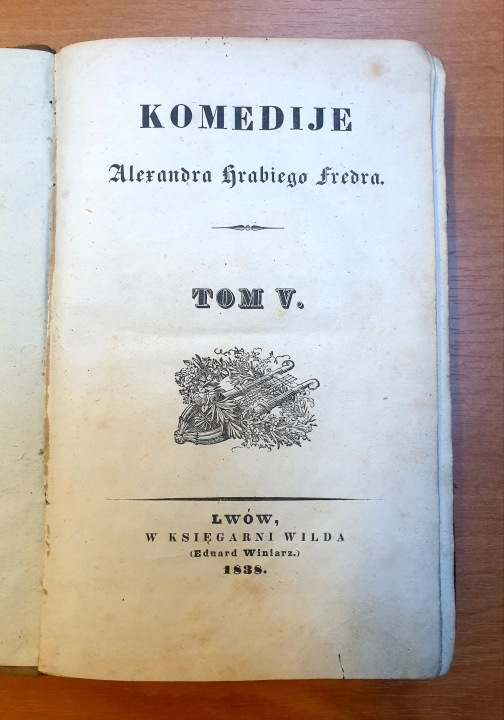 KOMEDIJE
Alexandra Hrabiego Fredra.
TOM V.
LWÓW,
W KSIĘGARNI WILDA
(Eduard Winiarz.)
1838.